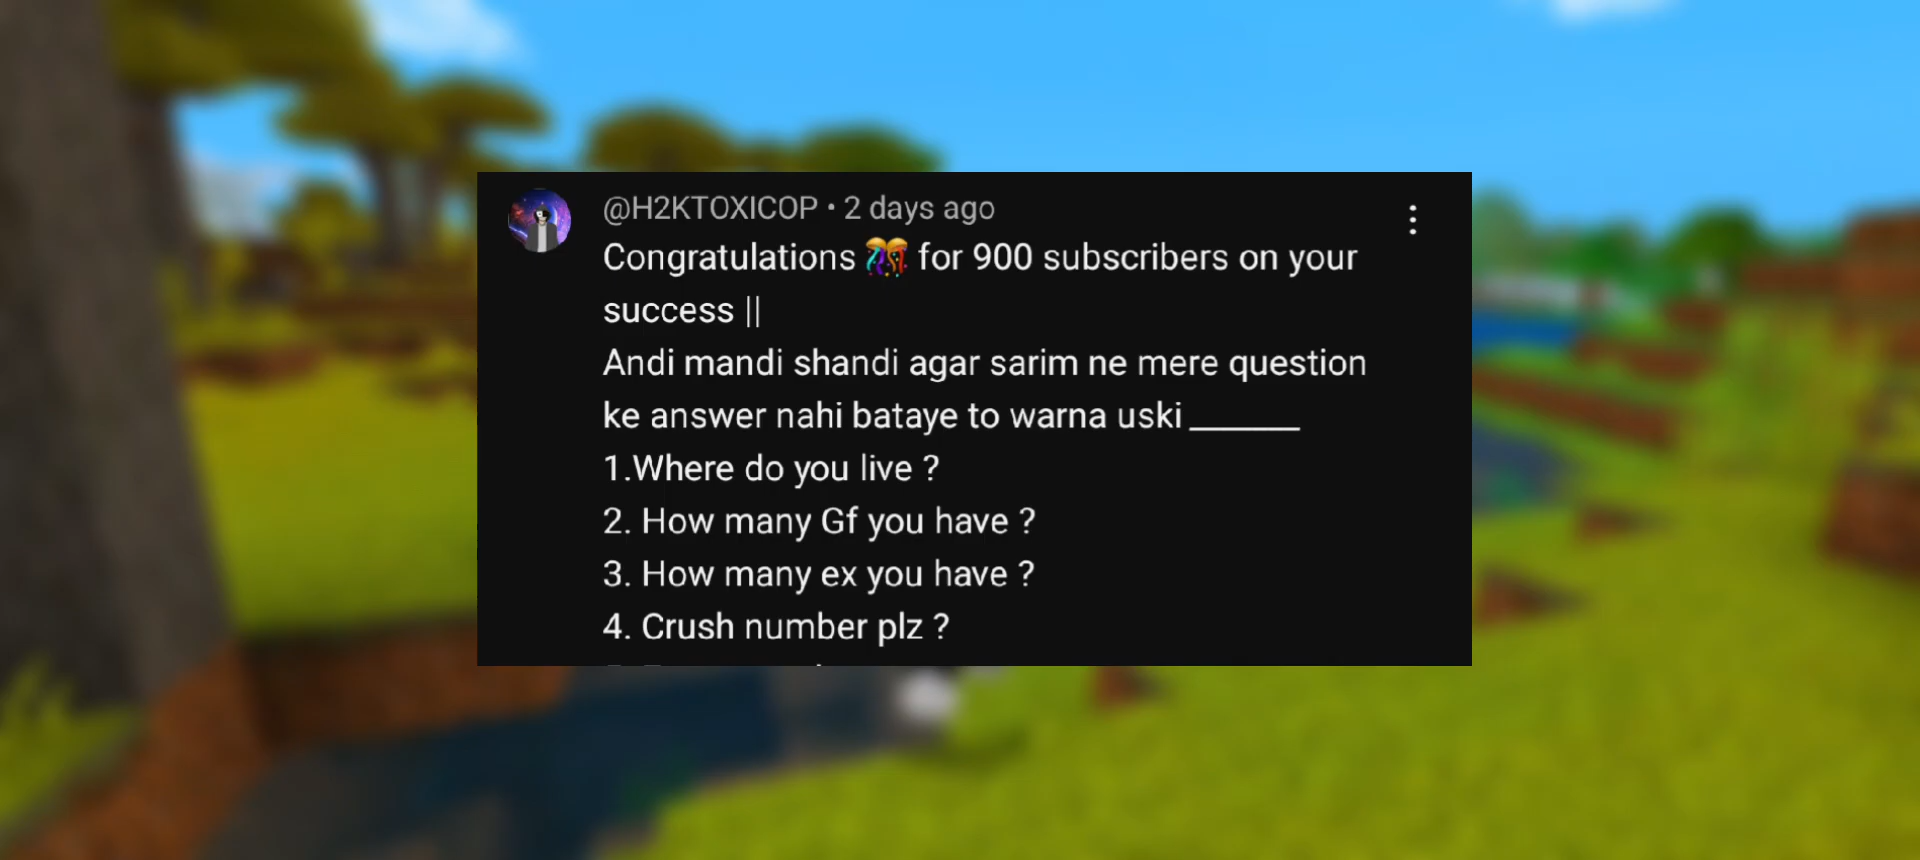 @H2KTOXICOP • 2 days ago
Congratulations 🎊 for 900 subscribers on your
success ||
Andi mandi shandi agar sarim ne mere question
ke answer nahi bataye to warna uski ______
1.Where do you live ?
2. How many Gf you have ?
3. How many ex you have ?
4. Crush number plz ?